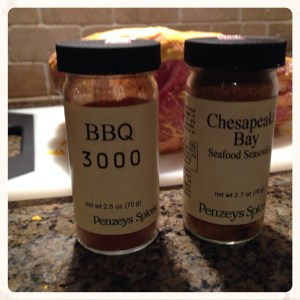 BBQ
3000
net wt 2.5 oz (70 g)
Penzeys Spices
Chesapeake
Bay
Seafood Seasoning
net wt 2.7 oz
Penzeys Spices